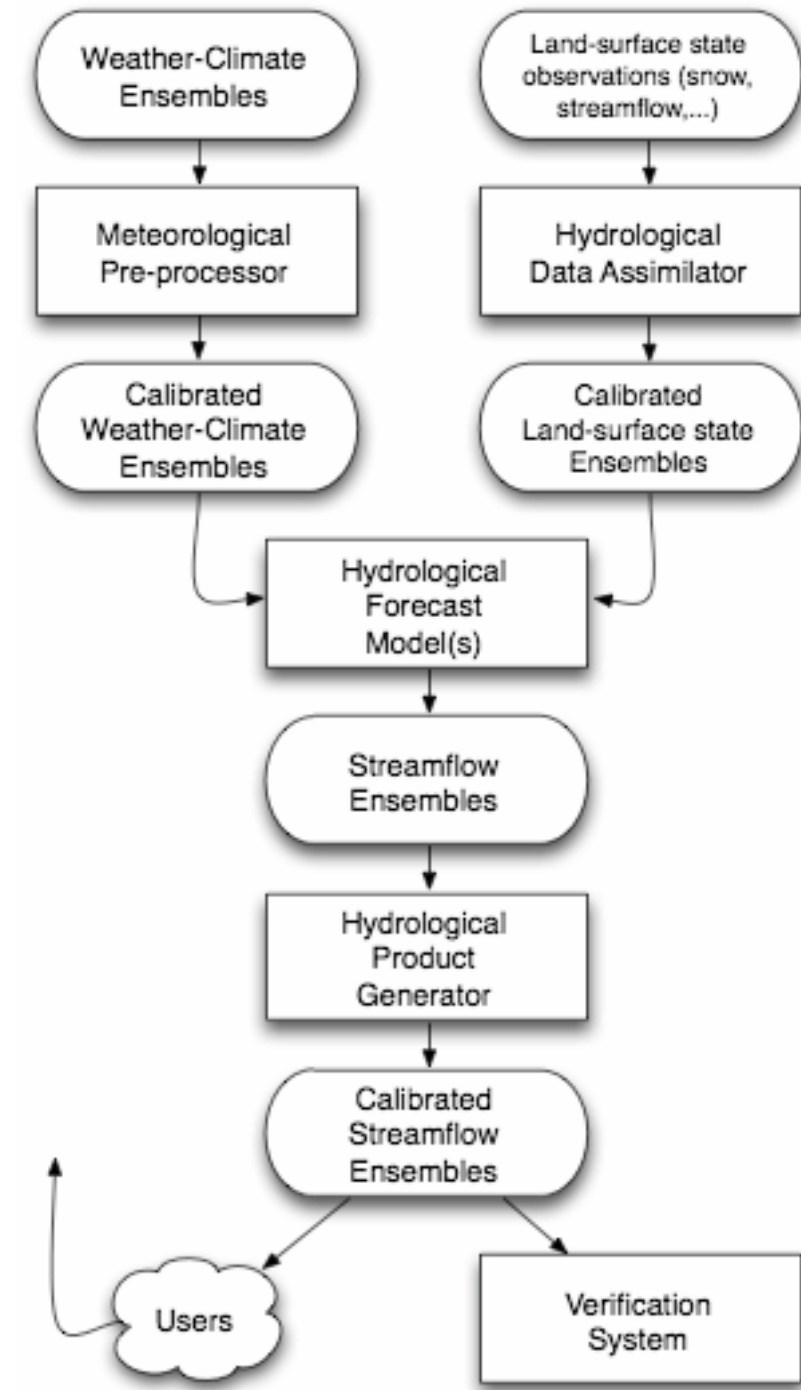 Weather-Climate
Ensembles
Land-surface state
observations (snow,
streamflow,...)
Meteorological
Pre-processor
Hydrological
Data Assimilator
Calibrated
Weather-Climate
Ensembles
Calibrated
Land-surface state
Ensembles
Hydrological
Forecast
Model(s)
Streamflow
Ensembles
Hydrological
Product
Generator
Calibrated
Streamflow
Ensembles
Users
Verification
System